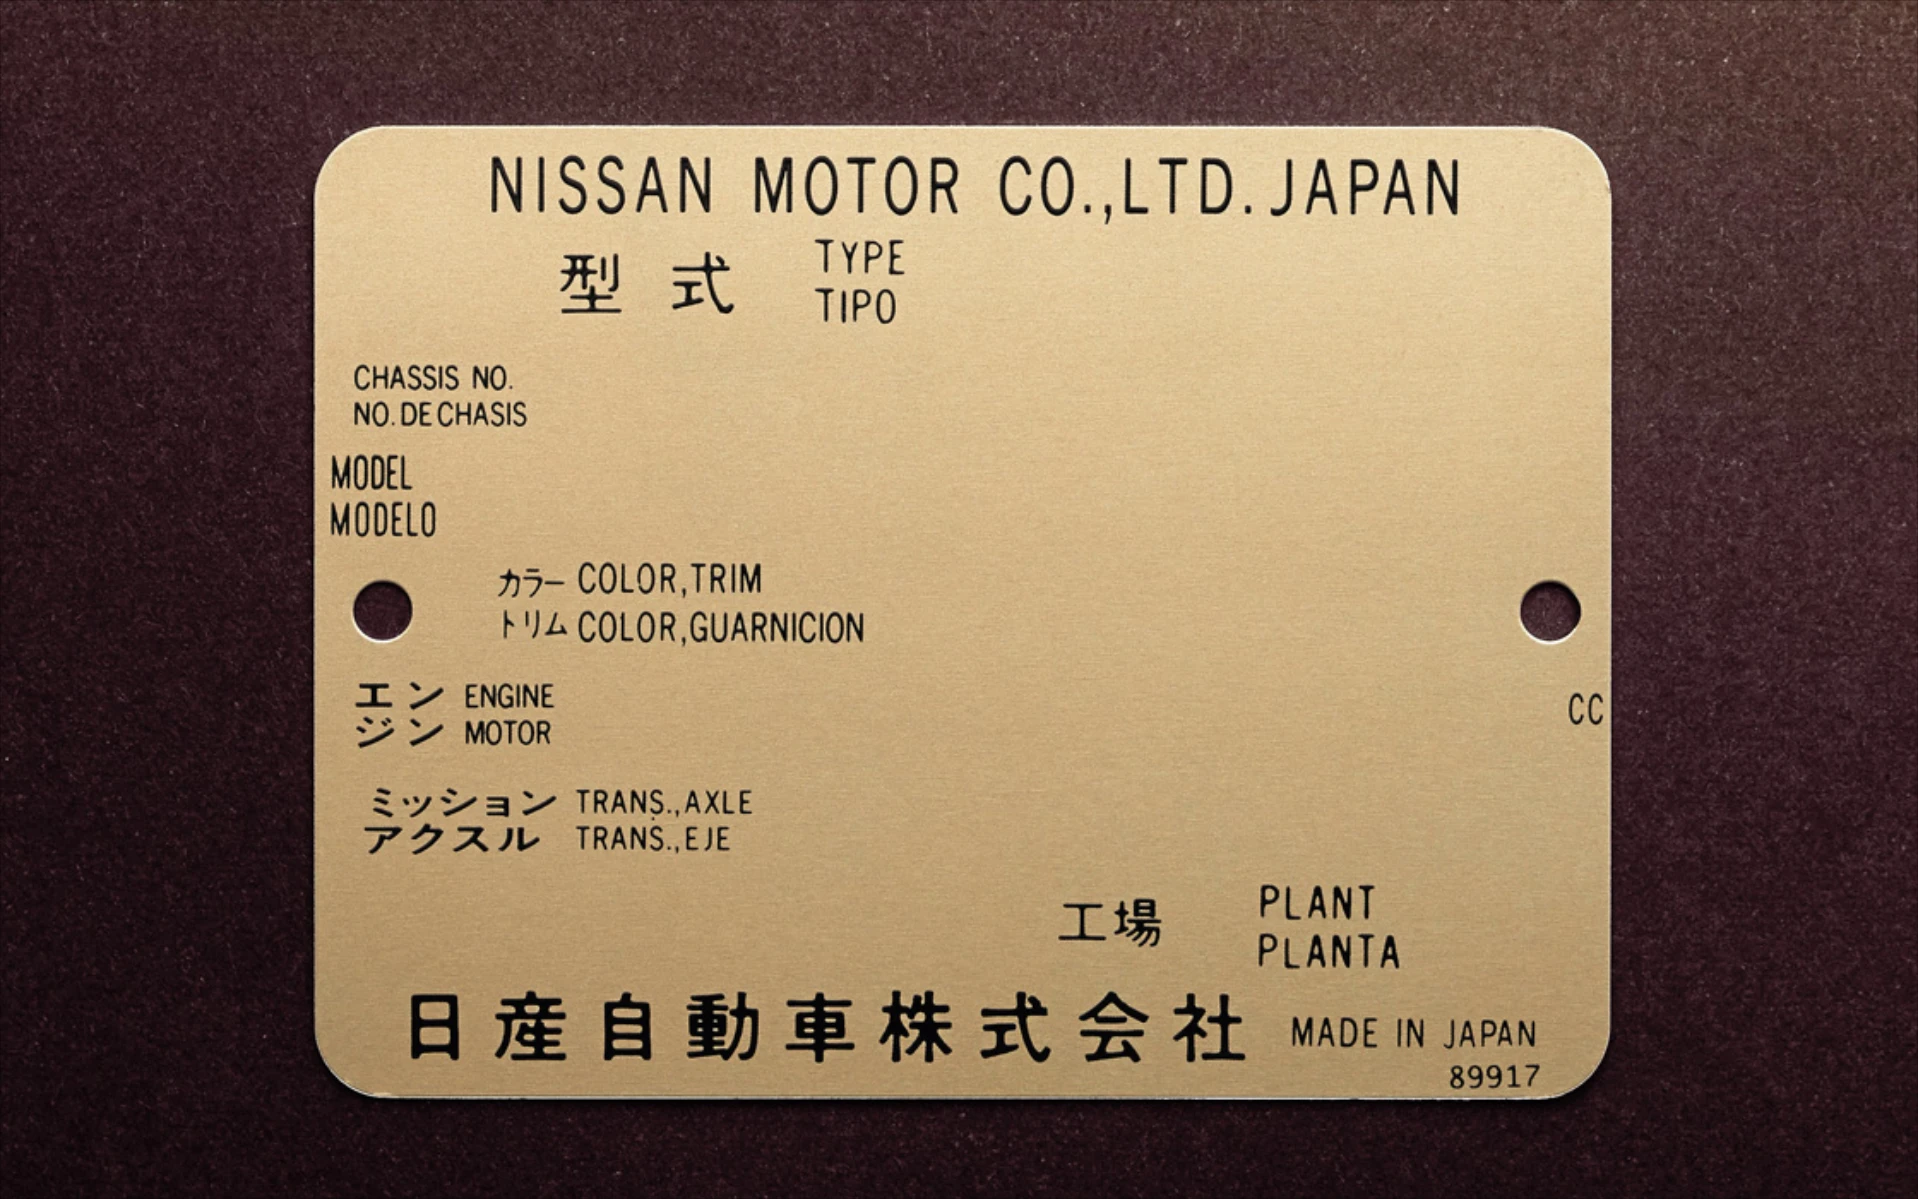 NISSAN MOTOR CO.,LTD. JAPAN
型式 TYPE
TIPO
CHASSIS NO.
NO. DE CHASIS
MODEL
MODELO
カラー COLOR,TRIM
トリム COLOR,GUARNICION
エン ENGINE
ジン MOTOR
CC
ミッション TRANS.,AXLE
アクスル TRANS.,EJE
工場 PLANT
PLANTA
日産自動車株式会社 MADE IN JAPAN
89917